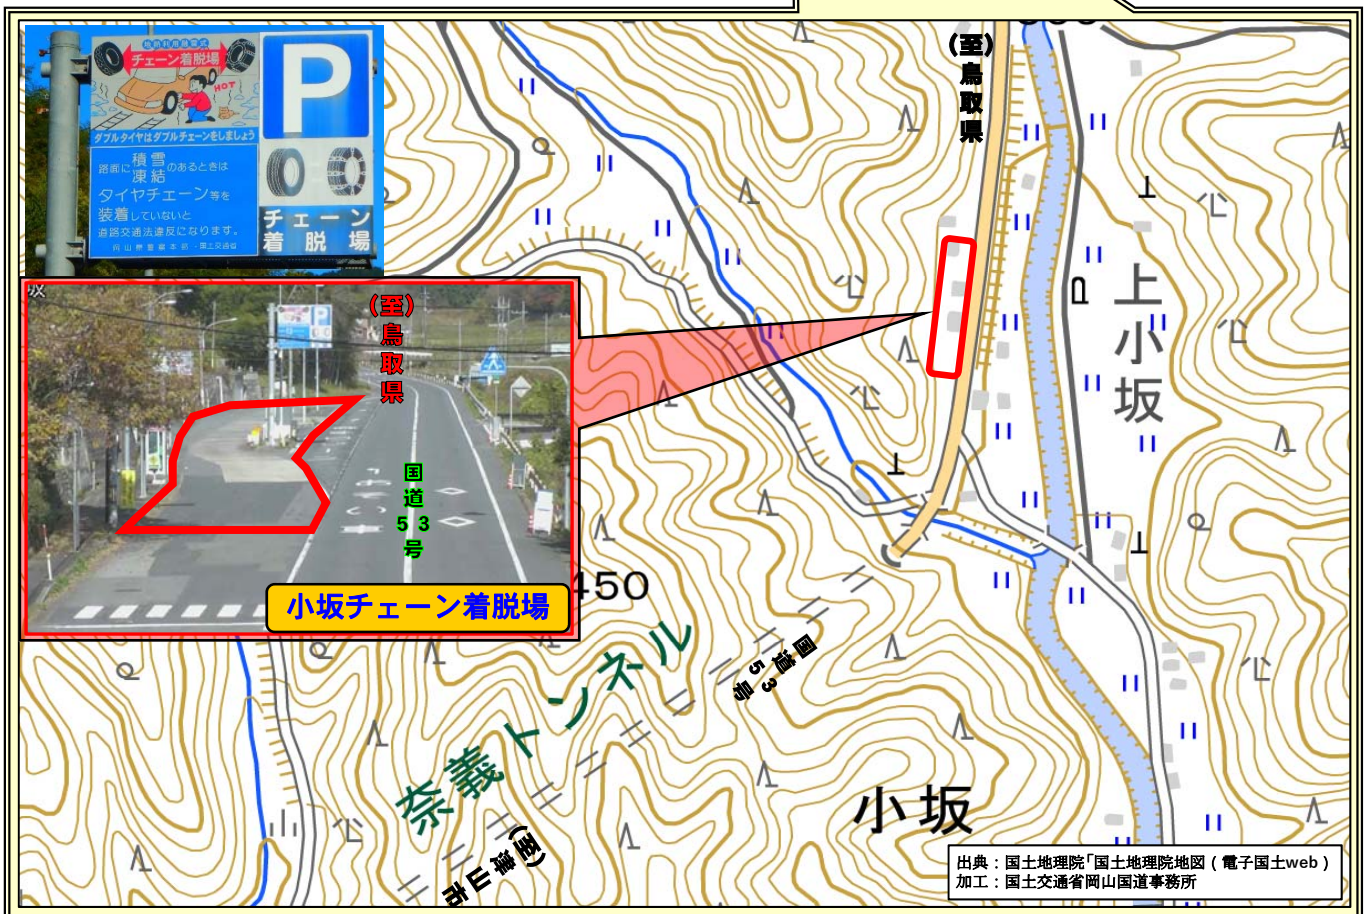 チェーン着脱場
HOT
ダブルタイヤはダブルチェーンをしましょう
路面に積雪凍結のあるときは
タイヤチェーン等を
装着していないと
道路交通法違反になります。
P
チェーン
着脱場
(至)鳥取県
(至)鳥取県
国道53号
小坂チェーン着脱場
上小坂
450
奈義トンネル
国道53号
(至)津山市
小坂
出典：国土地理院「国土地理院地図（電子国土web）
加工：国土交通省岡山国道事務所